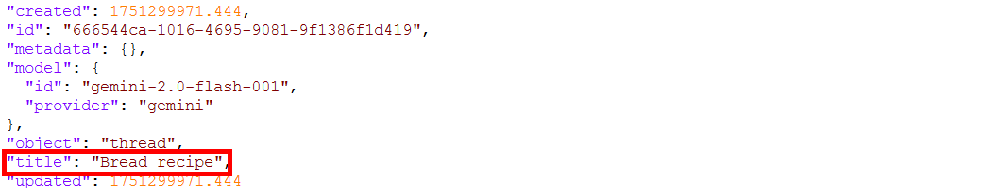 "created": 1751299971.444,
"id": "666544ca-1016-4695-9081-9f1386f1d419",
"metadata": {},
"model": {
"id": "gemini-2.0-flash-001",
"provider": "gemini"
},
"object": "thread",
"title": "Bread recipe",
"updated": 1751299971.444